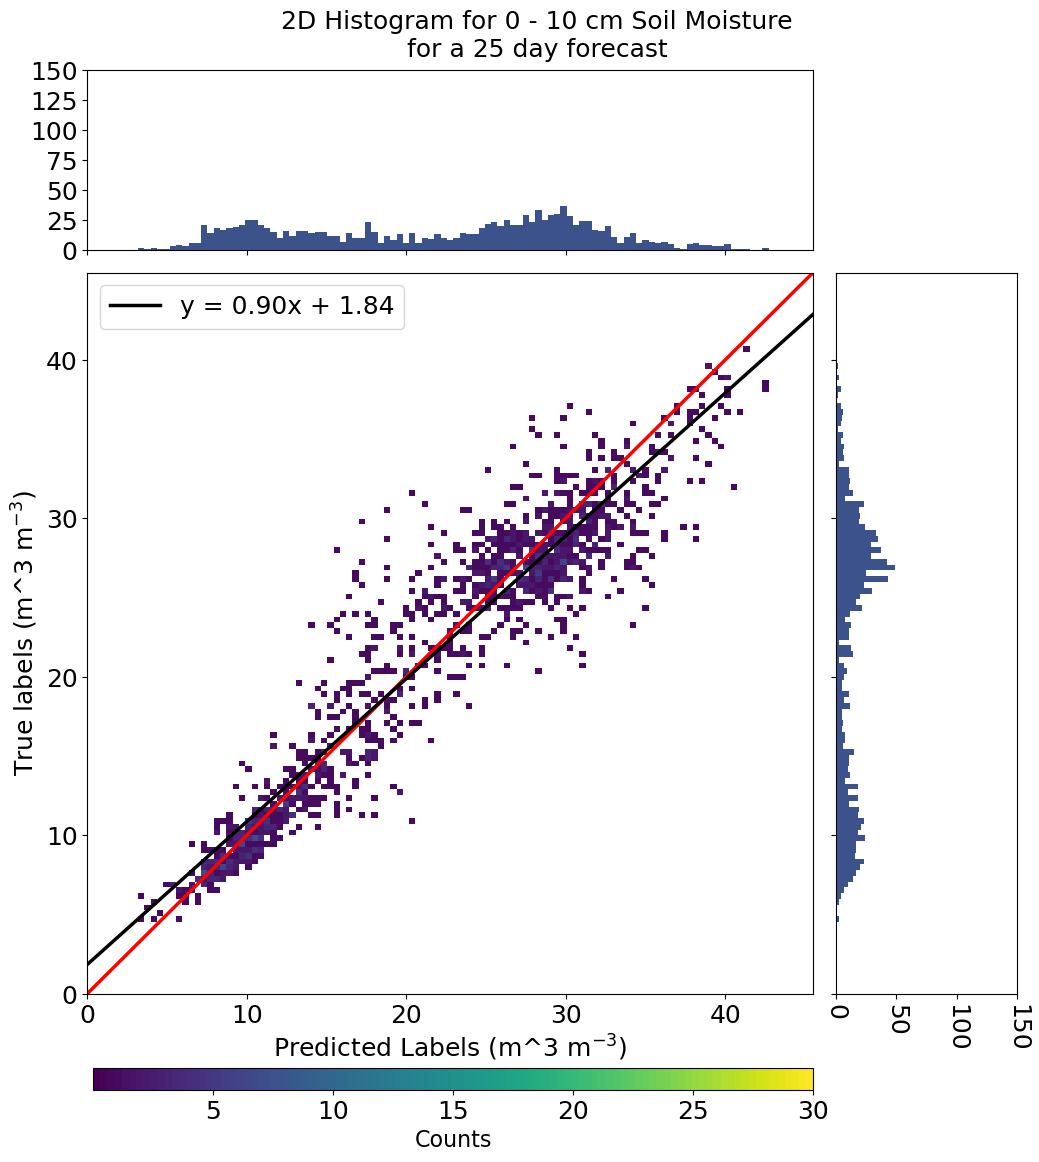 2D Histogram for 0 - 10 cm Soil Moisture
for a 25 day forecast
150
125
100
75
50
25
0
y = 0.90x + 1.84
True labels (m^3 m⁻³)
40
30
20
10
0
0 10 20 30 40
Predicted Labels (m^3 m⁻³)
0 50 100 150
5 10 15 20 25 30
Counts